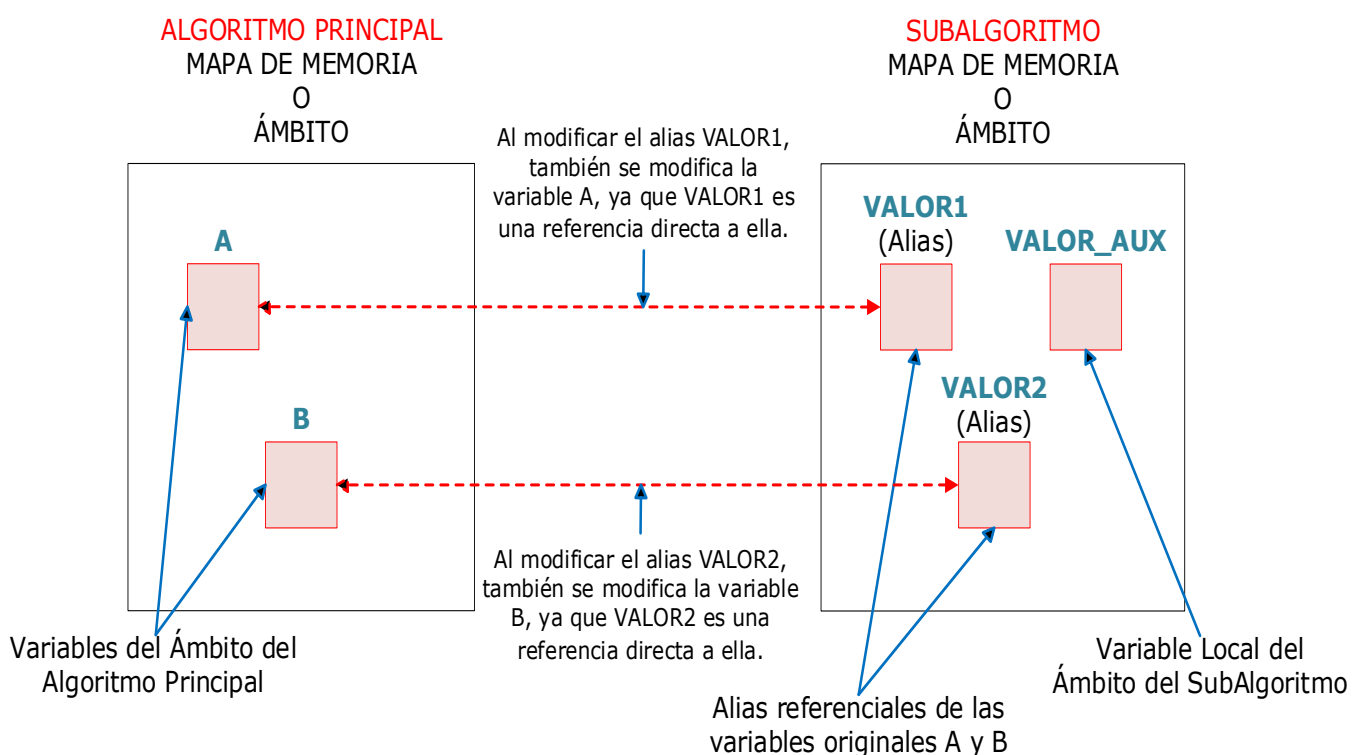 ALGORITMO PRINCIPAL
MAPA DE MEMORIA
O
ÁMBITO
SUBALGORITMO
MAPA DE MEMORIA
O
ÁMBITO
Al modificar el alias VALOR1,
también se modifica la
variable A, ya que VALOR1 es
una referencia directa a ella.
A
VALOR1
(Alias)
VALOR_AUX
B
VALOR2
(Alias)
Al modificar el alias VALOR2,
también se modifica la variable
B, ya que VALOR2 es una
referencia directa a ella.
Variables del Ámbito del
Algoritmo Principal
Alias referenciales de las
variables originales A y B
Variable Local del
Ámbito del SubAlgoritmo